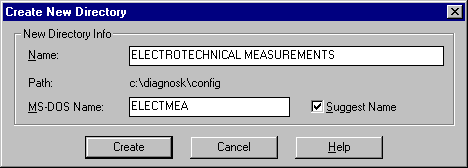 Create New Directory
New Directory Info
Name: ELECTROTECHNICAL MEASUREMENTS
Path: c:\diagnosk\config
MS-DOS Name: ELECTMEA Suggest Name
Create Cancel Help